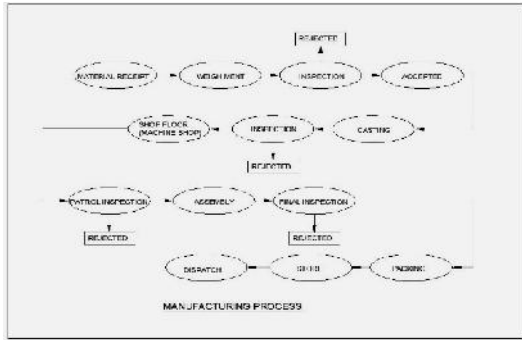 REJECTED
MATERIAL RECEIPT
WEIGHMENT
INSPECTION
ACCEPTED
SHOP FLOOR
[MACHINE SHOP]
INSPECTION
CASTING
REJECTED
PATROL INSPECTION
ASSEMBLY
FINAL INSPECTION
REJECTED
REJECTED
DISPATCH
PACKING
MANUFACTURING PROCESS